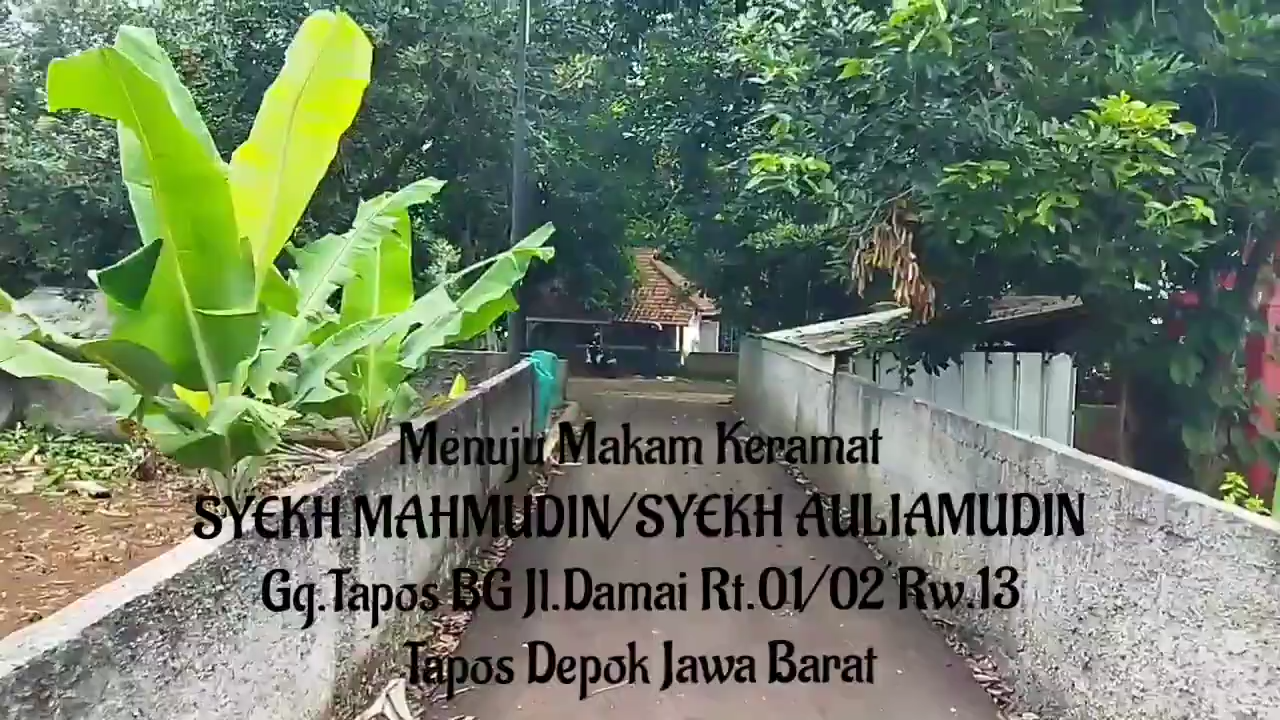 Menuju Makam Keramat
SYEKH MAHMUDIN/SYEKH AULIAMUDIN
Gg.Tapos BG Jl.Damai Rt.01/02 Rw.13
Tapos Depok Jawa Barat